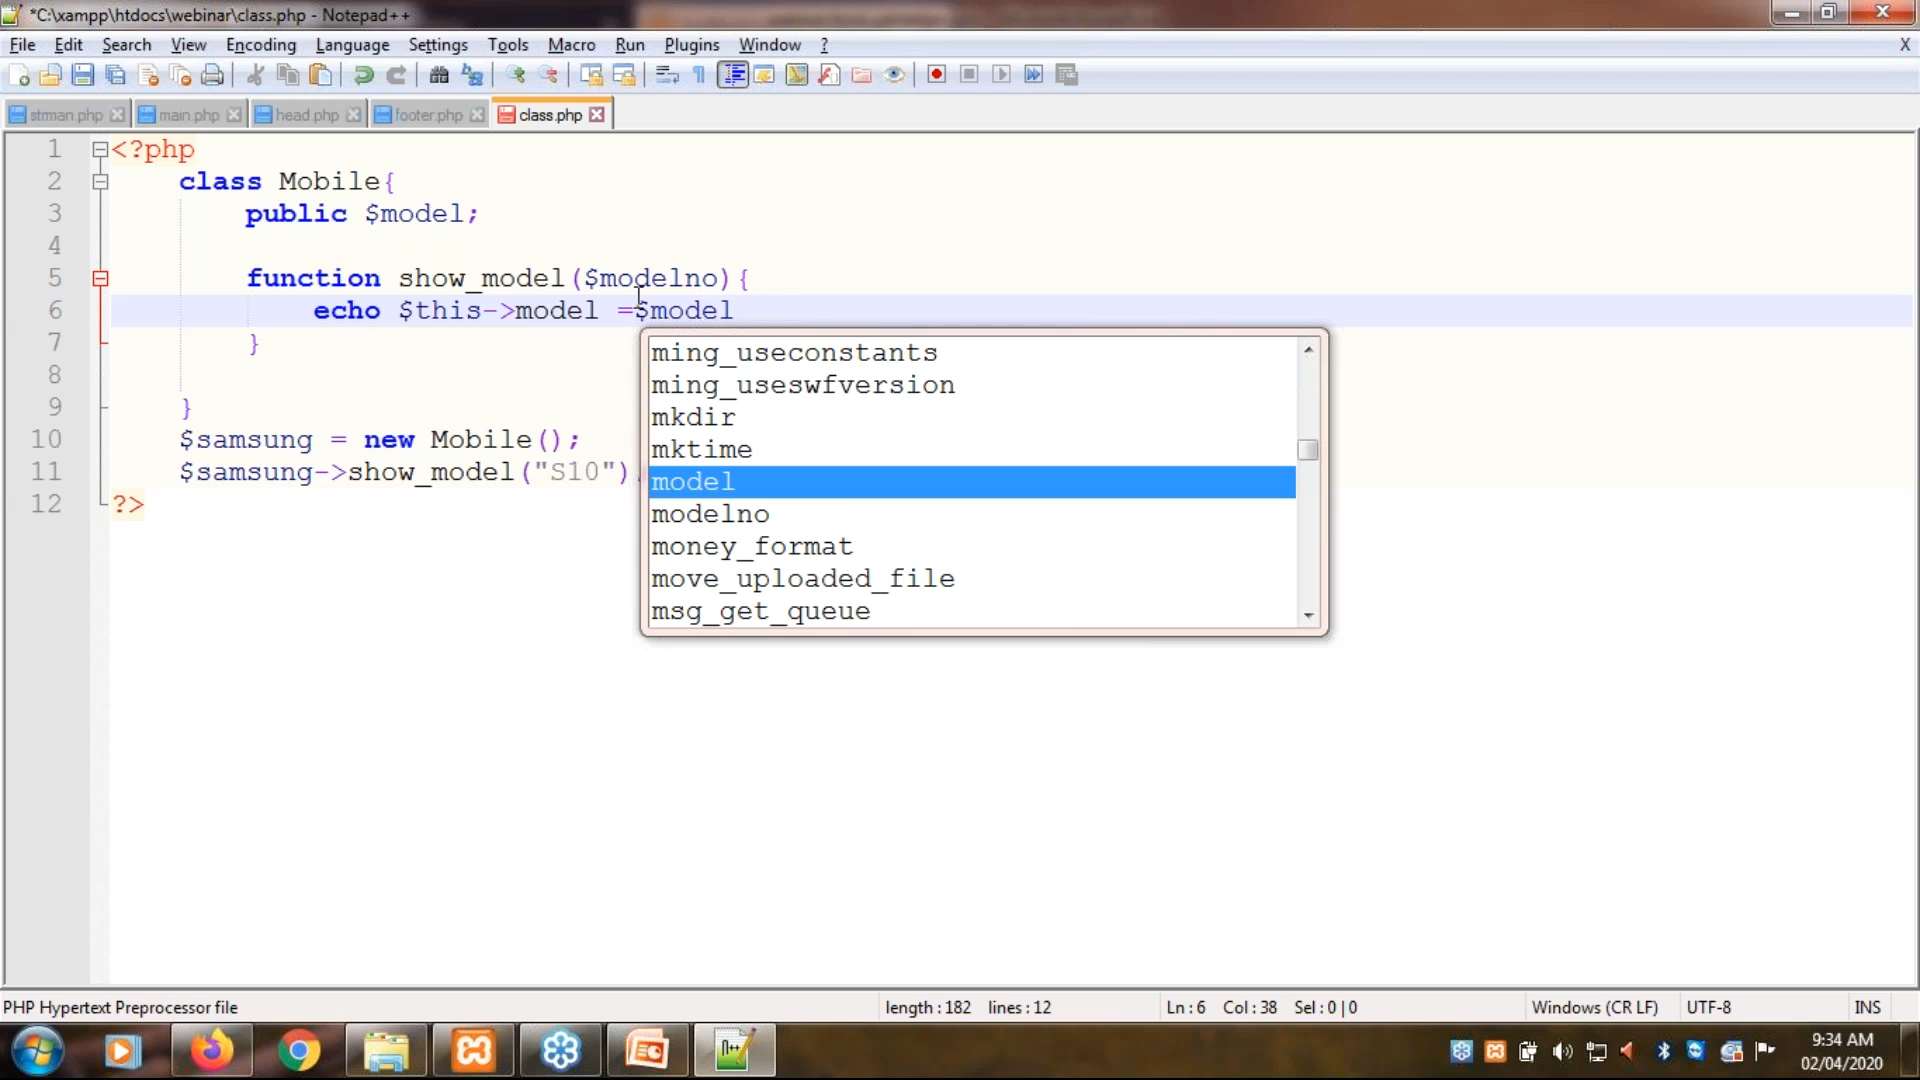 *C:\xampp\htdocs\webinar\class.php - Notepad++
File Edit Search View Encoding Language Settings Tools Macro Run Plugins Window ? X
stman.php main.php head.php footer.php class.php
1 <?php
2 class Mobile{
3 public $model;
4
5 function show_model($modelno){
6 echo $this->model =$model
7 }
8
9 }
10 $samsung = new Mobile();
11 $samsung->show_model("S10")
12 ?>
ming_useconstants
ming_useswfversion
mkdir
mktime
model
modelno
money_format
move_uploaded_file
msg_get_queue
PHP Hypertext Preprocessor file length : 182 lines : 12 Ln : 6 Col : 38 Sel : 0 | 0 Windows (CR LF) UTF-8 INS
9:34 AM
02/04/2020